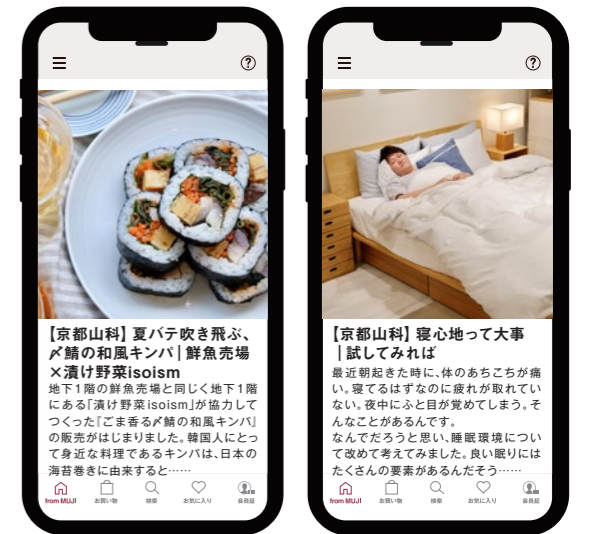 【京都山科】夏バテ吹き飛ぶ、
〆鯖の和風キンパ|鮮魚売場
×漬け野菜isoism
地下1階の鮮魚売場と同じく地下1階
にある「漬け野菜isoism」が協力して
つくった『ごま香る〆鯖の和風キンパ』
の販売がはじまりました。韓国人にとっ
て身近な料理であるキンパは、日本の
海苔巻きに由来すると……
from MUJI
お買い物
検索
お気に入り
会員証
【京都山科】寝心地って大事
|試してみれば
最近朝起きた時に、体のあちこちが痛
い。寝てるはずなのに疲れが取れてい
ない。夜中にふと目が覚めてしまう。そ
んなことがあるんです。
なんでだろうと思い、睡眠環境につい
て改めて考えてみました。良い眠りには
たくさんの要素があるんだそう……
from MUJI
お買い物
検索
お気に入り
会員証